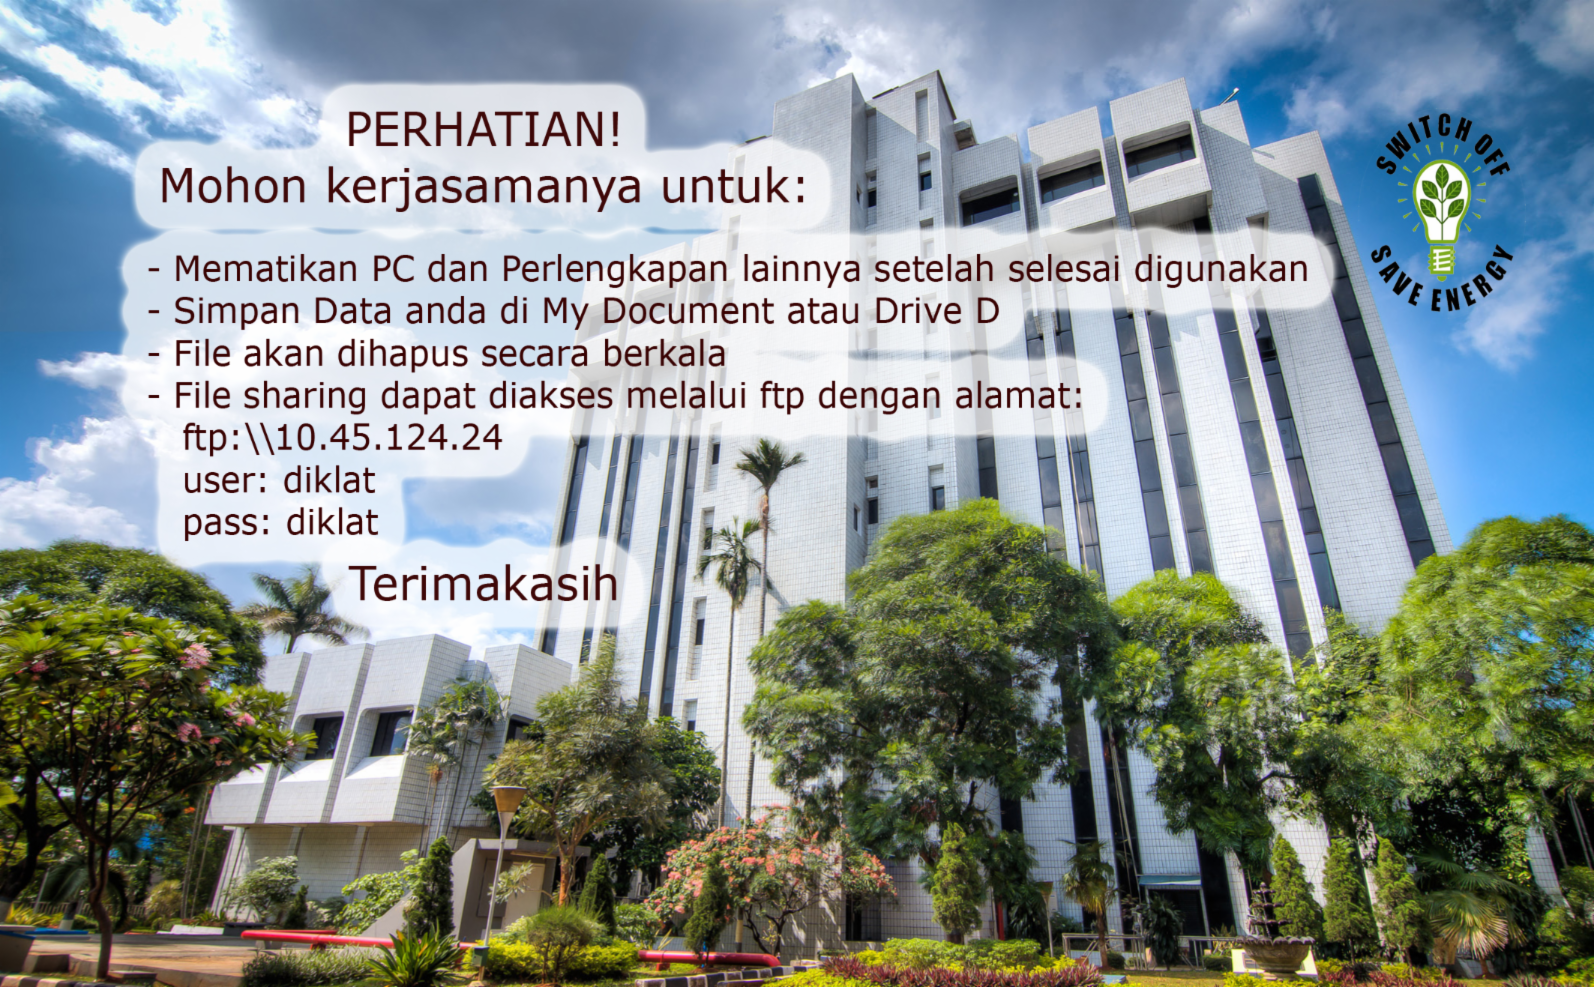 PERHATIAN!
Mohon kerjasamanya untuk:
- Mematikan PC dan Perlengkapan lainnya setelah selesai digunakan
- Simpan Data anda di My Document atau Drive D
- File akan dihapus secara berkala
- File sharing dapat diakses melalui ftp dengan alamat:
ftp:\\10.45.124.24
user: diklat
pass: diklat
Terimakasih
SWITCH OFF
SAVE ENERGY